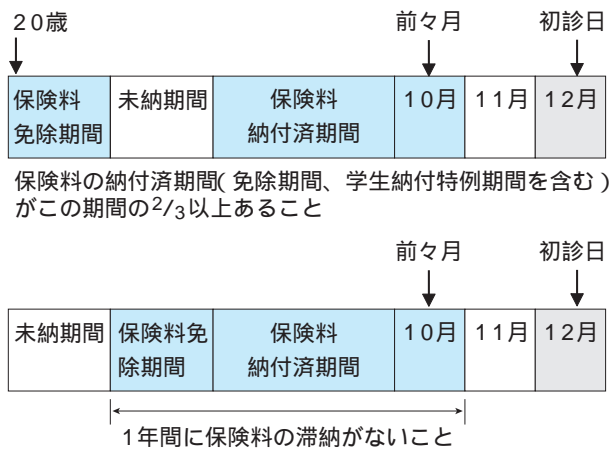 20歳 前々月 初診日
保険料免除期間 未納期間 保険料納付済期間 10月 11月 12月
保険料の納付済期間(免除期間、学生納付特例期間を含む)
がこの期間の2/3以上あること
前々月 初診日
未納期間 保険料免除期間 保険料納付済期間 10月 11月 12月
1年間に保険料の滞納がないこと